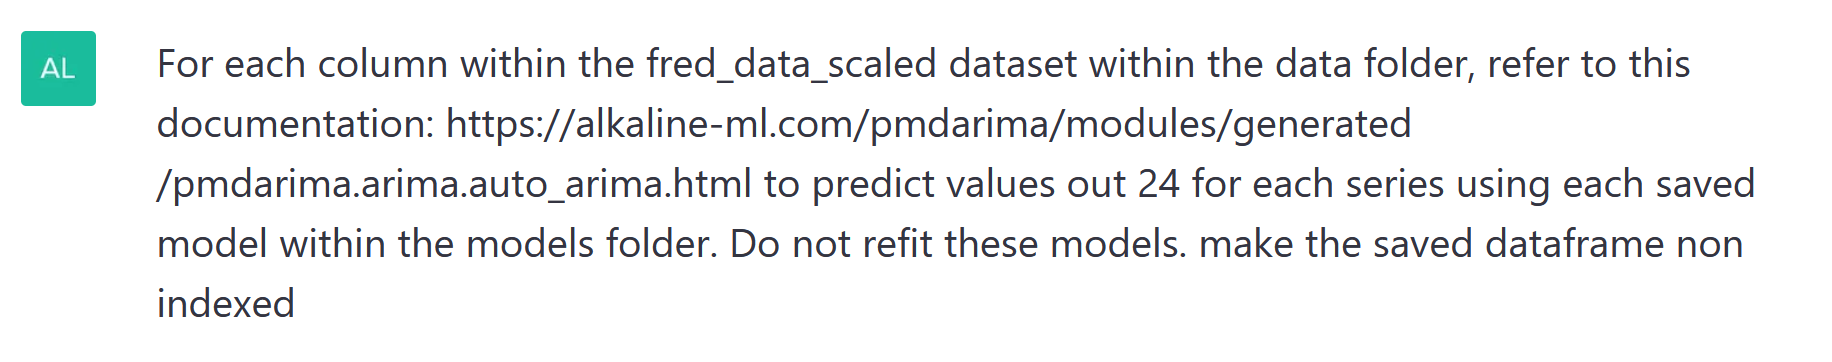 AL
For each column within the fred_data_scaled dataset within the data folder, refer to this
documentation: https://alkaline-ml.com/pmdarima/modules/generated
/pmdarima.arima.auto_arima.html to predict values out 24 for each series using each saved
model within the models folder. Do not refit these models. make the saved dataframe non
indexed